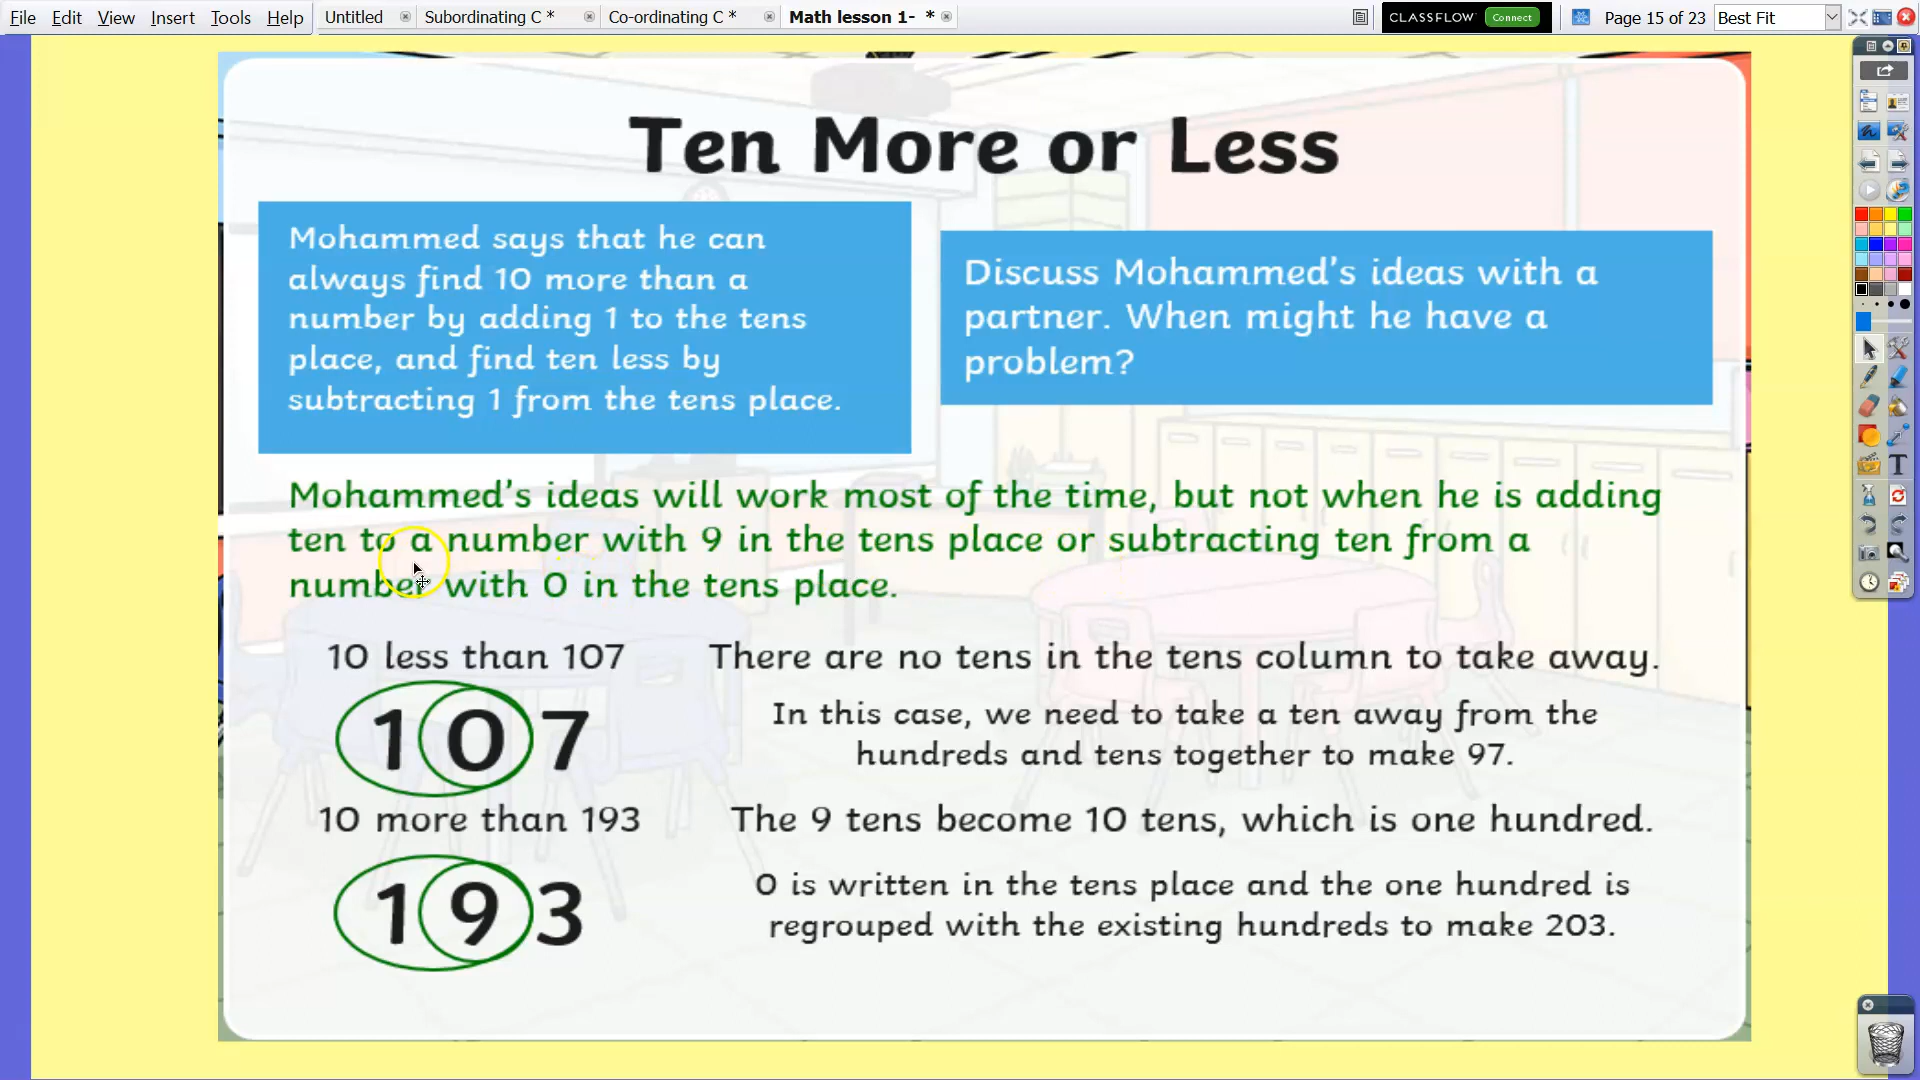 File Edit View Insert Tools Help Untitled Subordinating C * Co-ordinating C * Math lesson 1- * CLASSFLOW Connect Page 15 of 23 Best Fit
Ten More or Less
Mohammed says that he can
always find 10 more than a
number by adding 1 to the tens
place, and find ten less by
subtracting 1 from the tens place.
Discuss Mohammed's ideas with a
partner. When might he have a
problem?
Mohammed's ideas will work most of the time, but not when he is adding
ten to a number with 9 in the tens place or subtracting ten from a
number with 0 in the tens place.
10 less than 107
There are no tens in the tens column to take away.
107
In this case, we need to take a ten away from the
hundreds and tens together to make 97.
10 more than 193
The 9 tens become 10 tens, which is one hundred.
193
0 is written in the tens place and the one hundred is
regrouped with the existing hundreds to make 203.
T